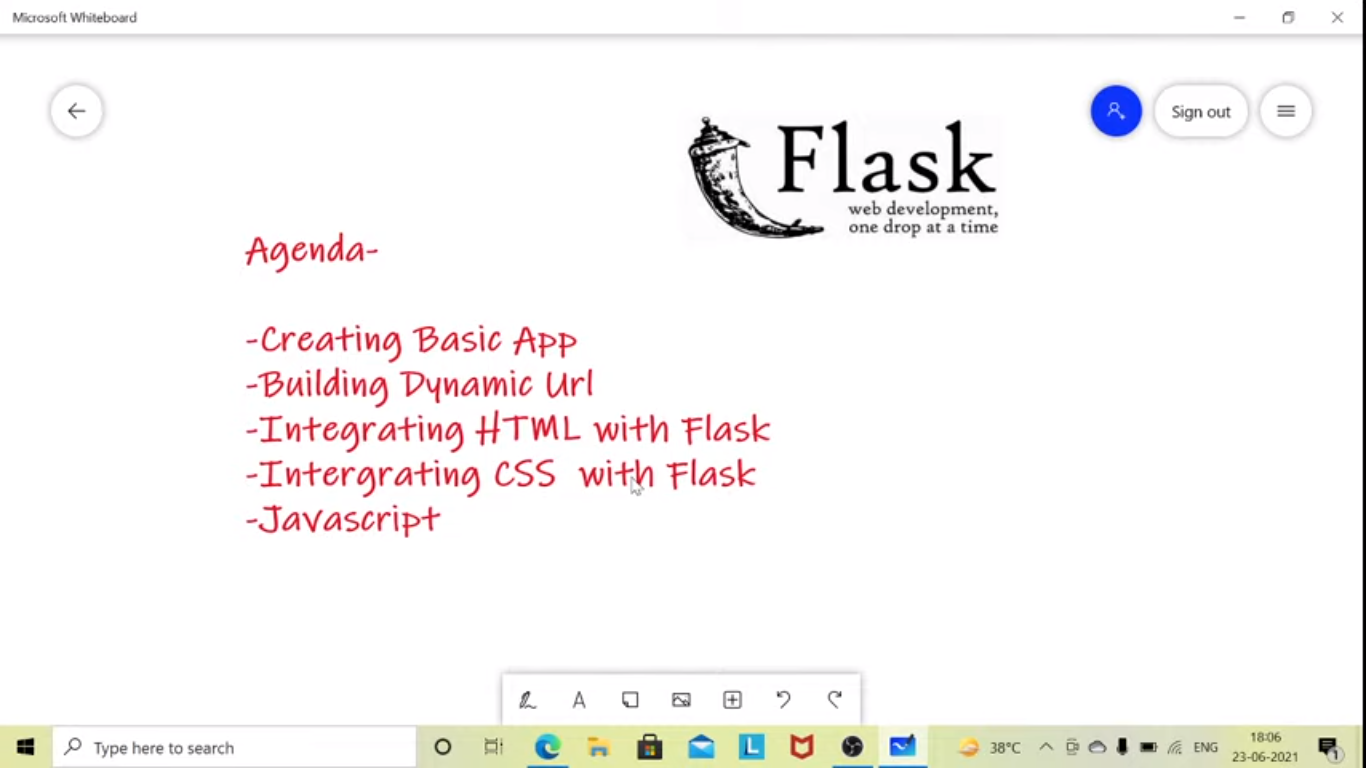 Microsoft Whiteboard
Sign out
Flask
web development,
one drop at a time
Agenda-
-Creating Basic App
-Building Dynamic Url
-Integrating HTML with Flask
-Intergrating CSS with Flask
-Javascript
Type here to search
38°C
ENG
18:06
23-06-2021
1